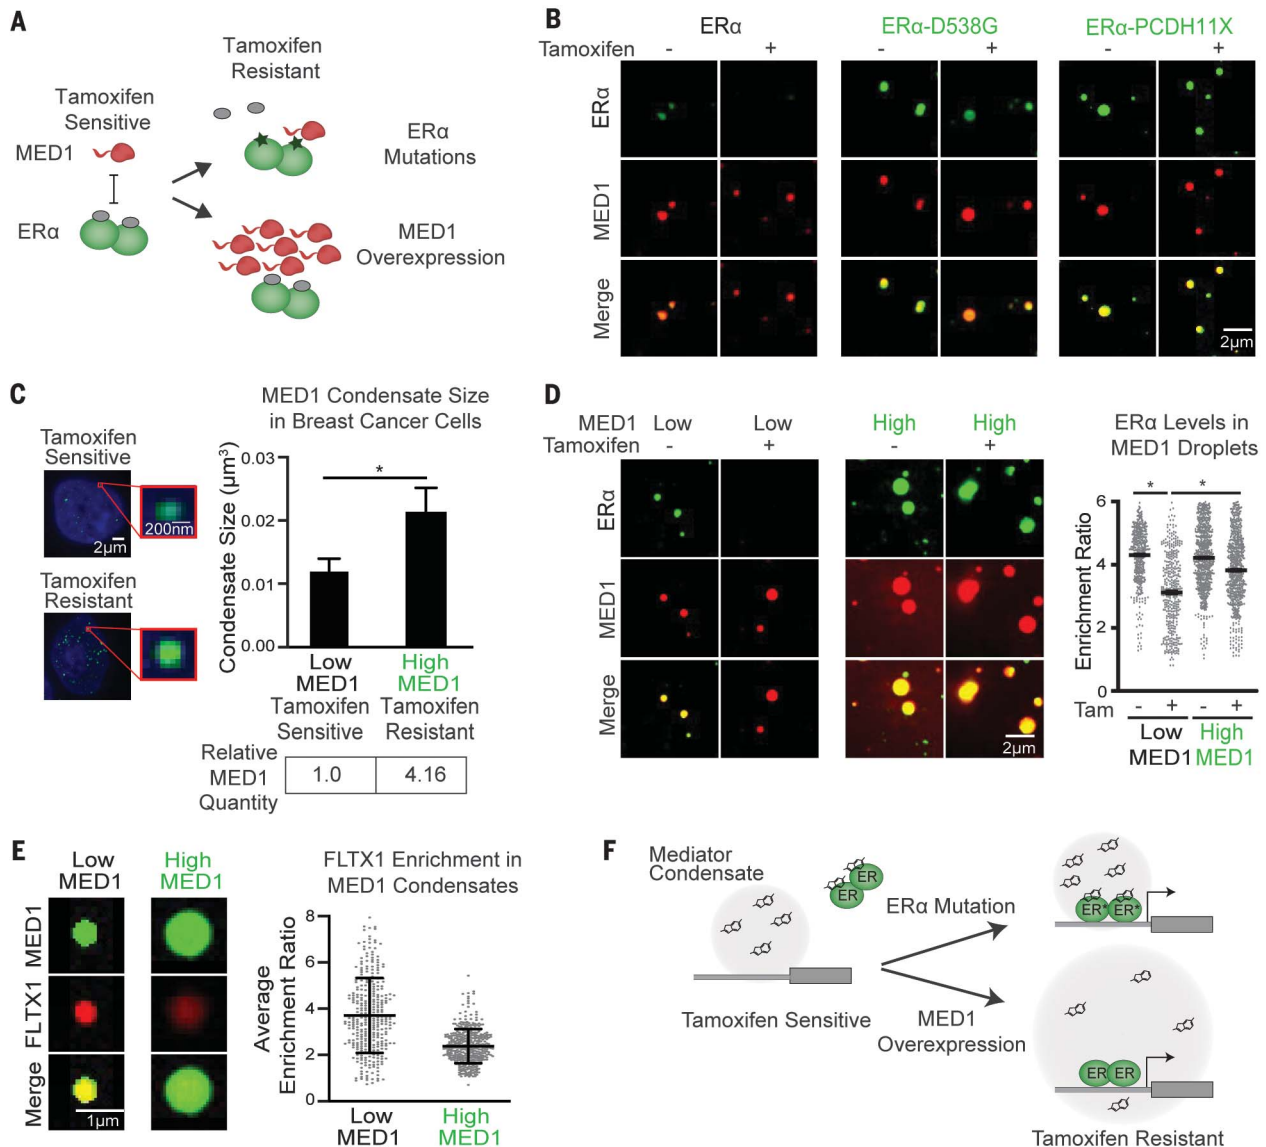 A
Tamoxifen
Resistant
Tamoxifen
Sensitive
MED1
ERα
Mutations
ERα
MED1
Overexpression
B
ERα
ERα-D538G
ERα-PCDH11X
Tamoxifen - + - + - +
ERα
MED1
Merge
2µm
C
MED1 Condensate Size
in Breast Cancer Cells
Tamoxifen
Sensitive
200nm
2µm
Tamoxifen
Resistant
Condensate Size (µm³)
0.03
0.02
0.01
0.00
*
Low
MED1
Tamoxifen
Sensitive
High
MED1
Tamoxifen
Resistant
Relative
MED1
Quantity
1.0
4.16
D
MED1 Low Low High High
Tamoxifen - + - +
ERα
MED1
Merge
2µm
ERα Levels in
MED1 Droplets
* *
Enrichment Ratio
6
4
2
0
Tam - + - +
Low
MED1
High
MED1
E
Low
MED1
High
MED1
MED1
FLTX1
Merge
1µm
FLTX1 Enrichment in
MED1 Condensates
Average
Enrichment Ratio
8
6
4
2
0
Low
MED1
High
MED1
F
Mediator
Condensate
ER
ER
ERα Mutation
ER*
ER*
Tamoxifen Sensitive
MED1
Overexpression
ER
ER
Tamoxifen Resistant